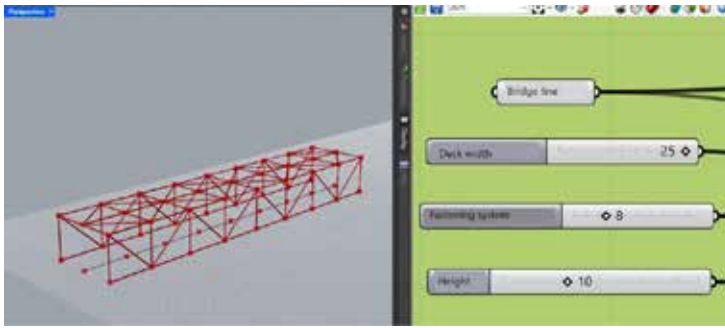 Perspective
Bridge line
Deck width
25
Fastening system
8
Height
10